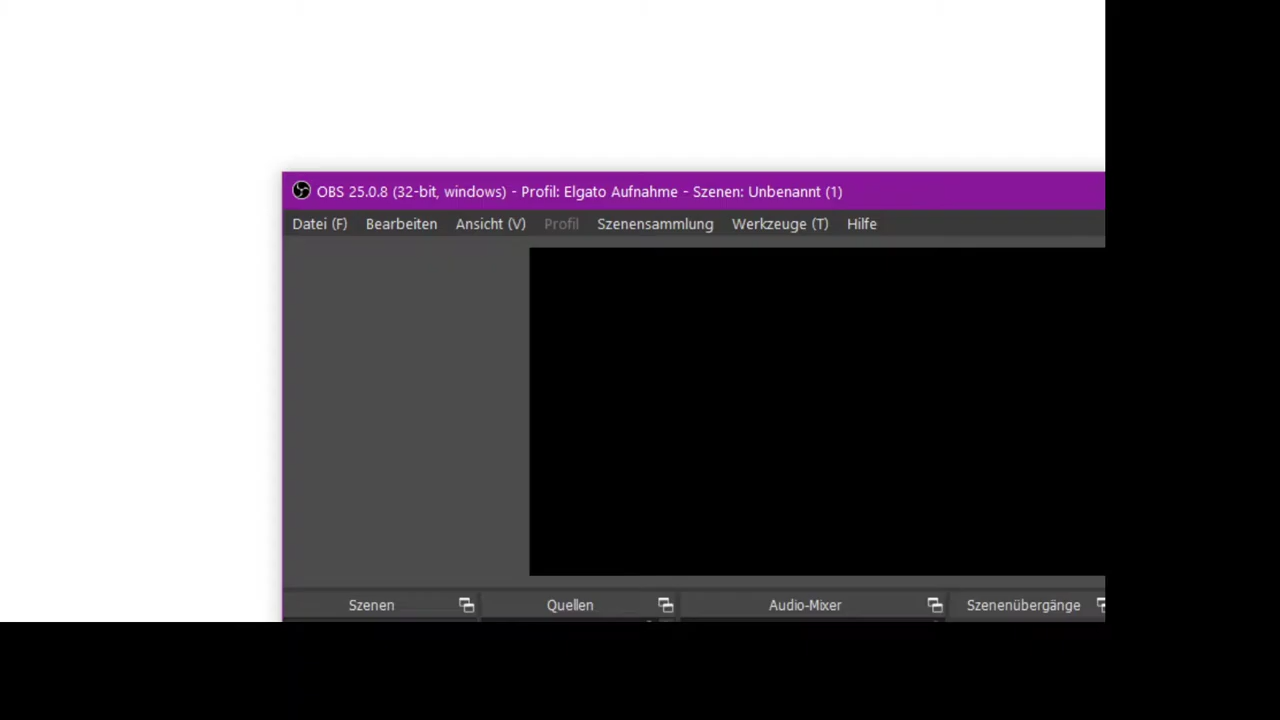 OBS 25.0.8 (32-bit, windows) - Profil: Elgato Aufnahme - Szenen: Unbenannt (1)
Datei (F) Bearbeiten Ansicht (V) Profil Szenensammlung Werkzeuge (T) Hilfe
Szenen Quellen Audio-Mixer Szenenübergänge